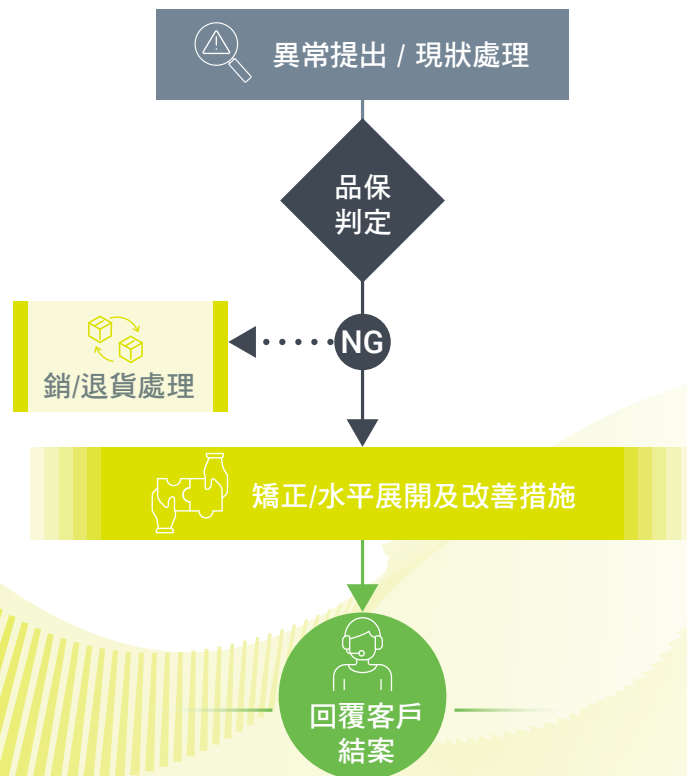 異常提出 / 現狀處理
品保
判定
NG
銷/退貨處理
矯正/水平展開及改善措施
回覆客戶
結案